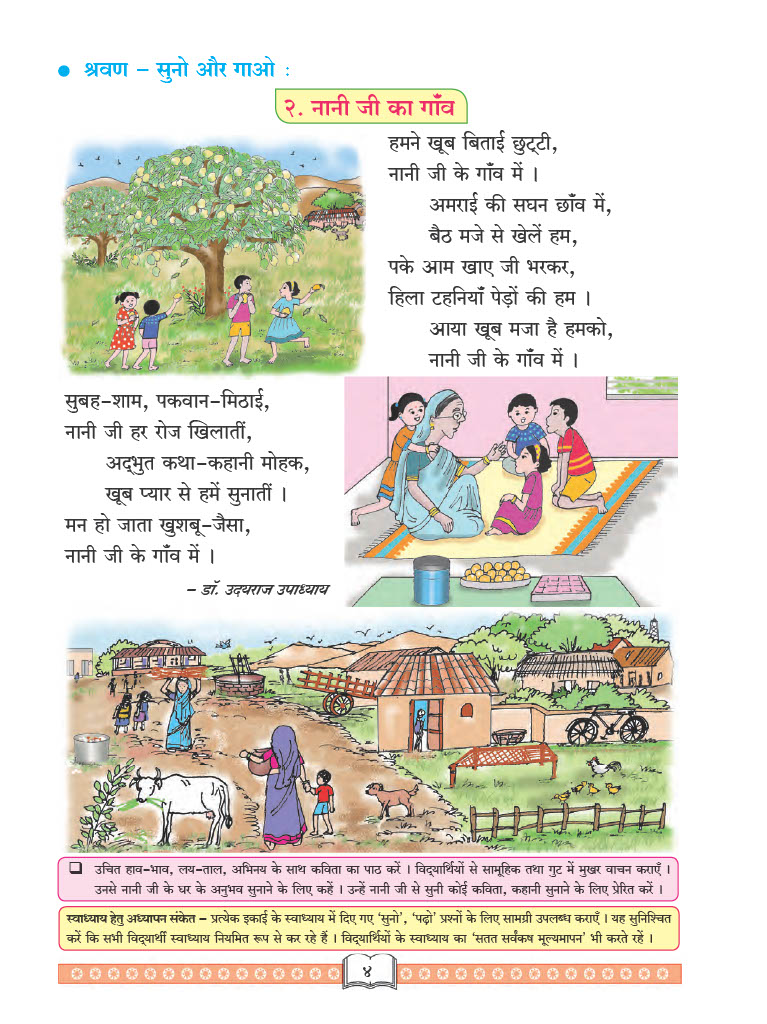 ● श्रवण – सुनो और गाओ :
२. नानी जी का गाँव
हमने खूब बिताई छुट्टी,
नानी जी के गाँव में ।
अमराई की सघन छाँव में,
बैठ मजे से खेलें हम,
पके आम खाए जी भरकर,
हिला टहनियाँ पेड़ों की हम ।
आया खूब मजा है हमको,
नानी जी के गाँव में ।
सुबह-शाम, पकवान-मिठाई,
नानी जी हर रोज खिलातीं,
अद्भुत कथा-कहानी मोहक,
खूब प्यार से हमें सुनातीं ।
मन हो जाता खुशबू-जैसा,
नानी जी के गाँव में ।
– डॉ. उदयराज उपाध्याय
❑ उचित हाव-भाव, लय-ताल, अभिनय के साथ कविता का पाठ करें । विद्यार्थियों से सामूहिक तथा गुट में मुखर वाचन कराएँ ।
उनसे नानी जी के घर के अनुभव सुनाने के लिए कहें । उन्हें नानी जी से सुनी कोई कविता, कहानी सुनाने के लिए प्रेरित करें ।
स्वाध्याय हेतु अध्यापन संकेत – प्रत्येक इकाई के स्वाध्याय में दिए गए ‘सुनो’, ‘पढ़ो’ प्रश्नों के लिए सामग्री उपलब्ध कराएँ । यह सुनिश्चित
करें कि सभी विद्यार्थी स्वाध्याय नियमित रूप से कर रहे हैं । विद्यार्थियों के स्वाध्याय का ‘सतत सर्वंकष मूल्यमापन’ भी करते रहें ।
४